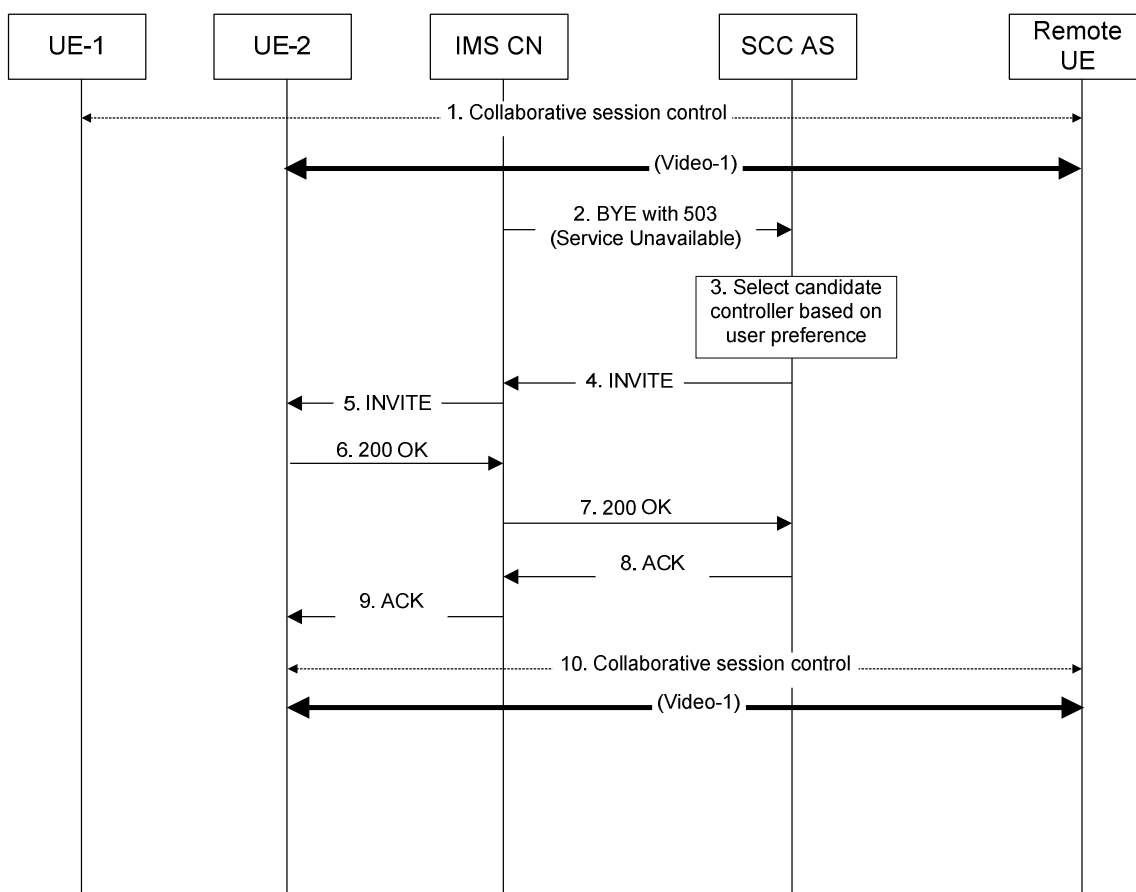 UE-1
UE-2
IMS CN
SCC AS
Remote
UE
1. Collaborative session control
(Video-1)
2. BYE with 503
(Service Unavailable)
3. Select candidate
controller based on
user preference
4. INVITE
5. INVITE
6. 200 OK
7. 200 OK
8. ACK
9. ACK
10. Collaborative session control
(Video-1)